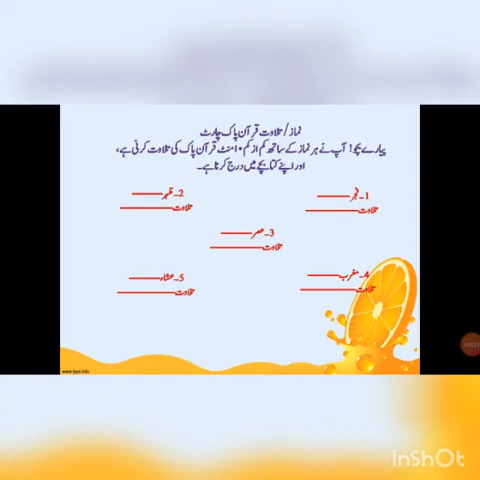 نماز/تلاوت قرآن پاک چارٹ
پیارے بچو! آپ نے ہر نماز کے ساتھ کم از کم ۱۰ منٹ قرآن پاک کی تلاوت کرنی ہے،
اور اپنے کتابچے میں درج کرنا ہے۔
1۔فجر
تلاوت
2۔ظہر
تلاوت
3۔عصر
تلاوت
4۔مغرب
تلاوت
5۔عشاء
تلاوت
www.fppt.info
InShOt